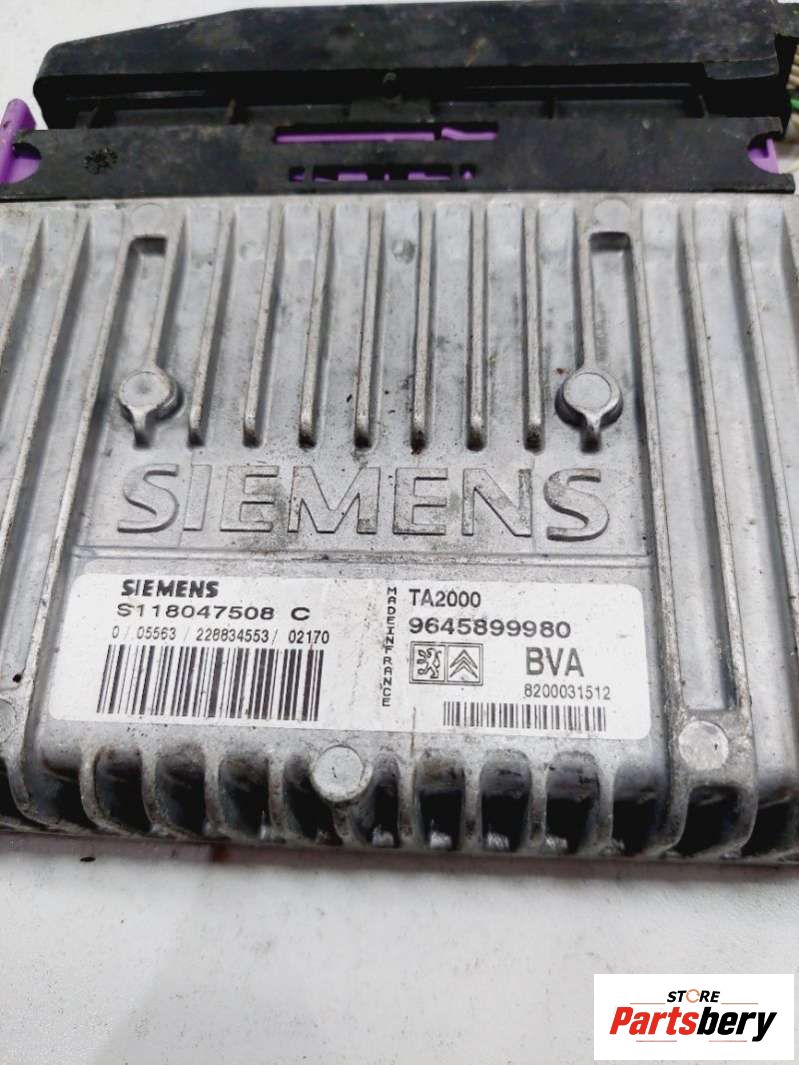 SIEMENS
SIEMENS
S118047508 C
0 / 05563 / 228834553 / 02170
MADE IN FRANCE
TA2000
9645899980
BVA
8200031512
STORE
Partsbery